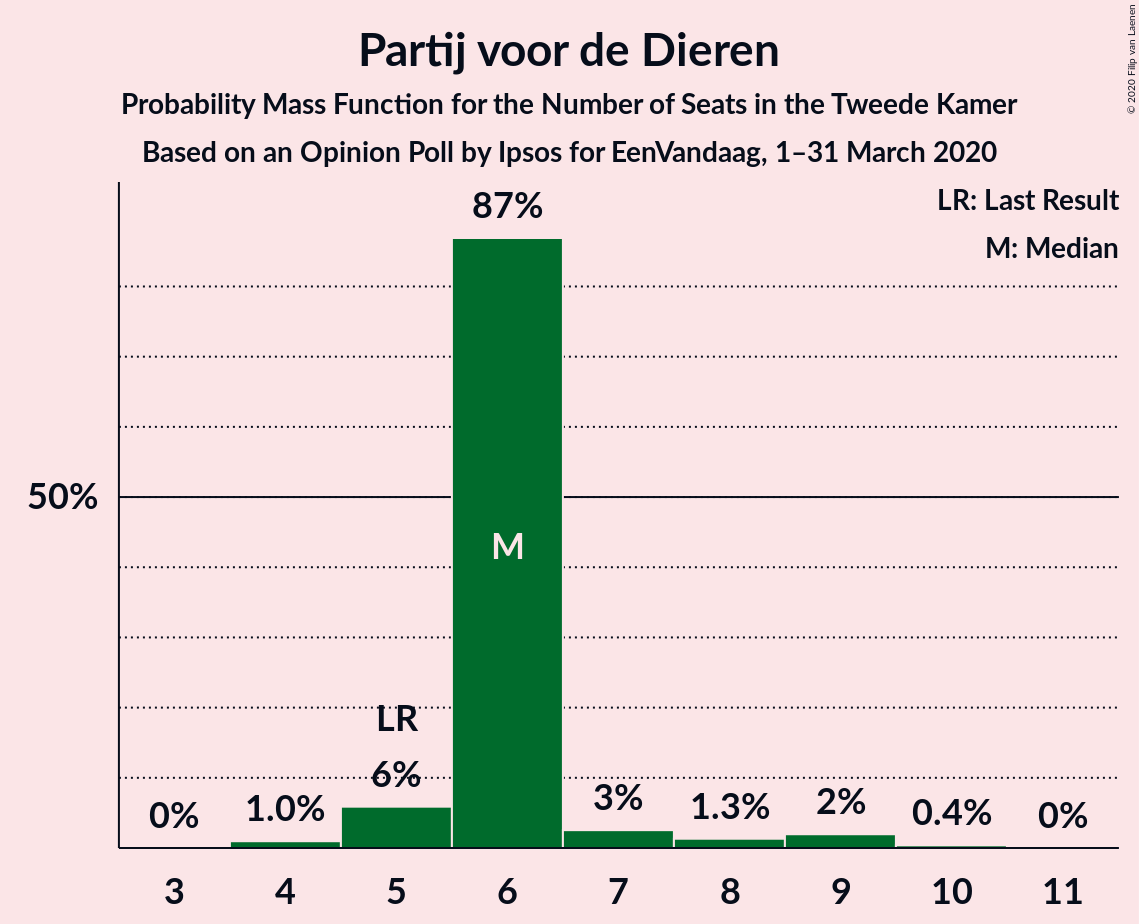 Partij voor de Dieren
Probability Mass Function for the Number of Seats in the Tweede Kamer
Based on an Opinion Poll by Ipsos for EenVandaag, 1–31 March 2020
© 2020 Filip van Laenen
LR: Last Result
M: Median
87%
50%
M
LR
6%
0%
1.0%
3%
1.3%
2%
0.4%
0%
3 4 5 6 7 8 9 10 11